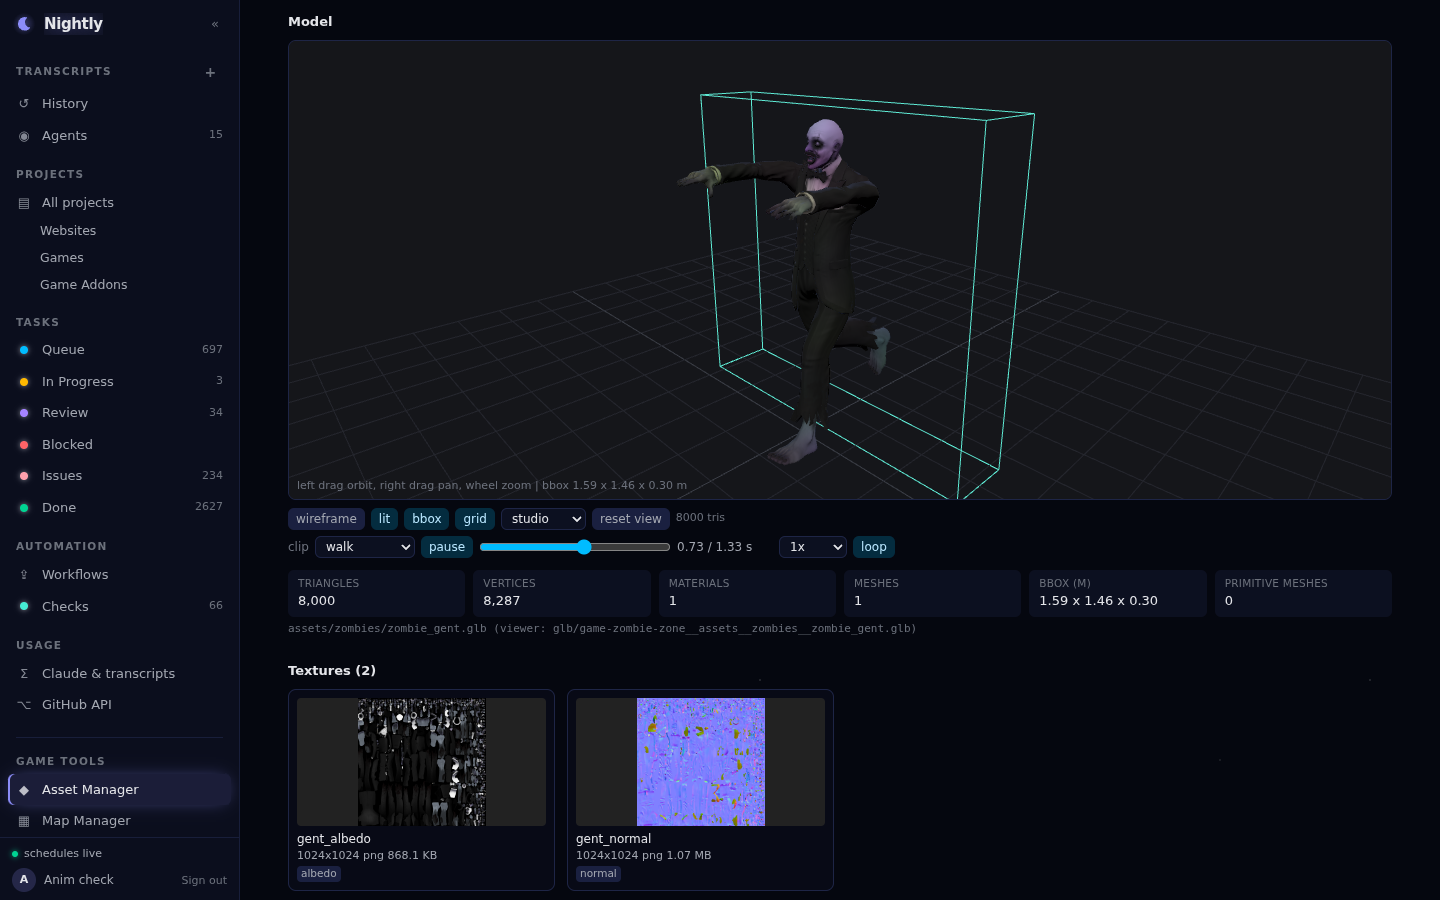 Nightly «
TRANSCRIPTS +
History
Agents 15
PROJECTS
All projects
Websites
Games
Game Addons
TASKS
Queue 697
In Progress 3
Review 34
Blocked
Issues 234
Done 2627
AUTOMATION
Workflows
Checks 66
USAGE
Σ Claude & transcripts
GitHub API
GAME TOOLS
Asset Manager
Map Manager
schedules live
A Anim check Sign out
Model
left drag orbit, right drag pan, wheel zoom | bbox 1.59 x 1.46 x 0.30 m
wireframe lit bbox grid studio reset view 8000 tris
clip walk pause 0.73 / 1.33 s 1x loop
TRIANGLES VERTICES MATERIALS MESHES BBOX (M) PRIMITIVE MESHES
8,000 8,287 1 1 1.59 x 1.46 x 0.30 0
assets/zombies/zombie_gent.glb (viewer: glb/game-zombie-zone__assets__zombies__zombie_gent.glb)
Textures (2)
gent_albedo
1024x1024 png 868.1 KB
albedo
gent_normal
1024x1024 png 1.07 MB
normal